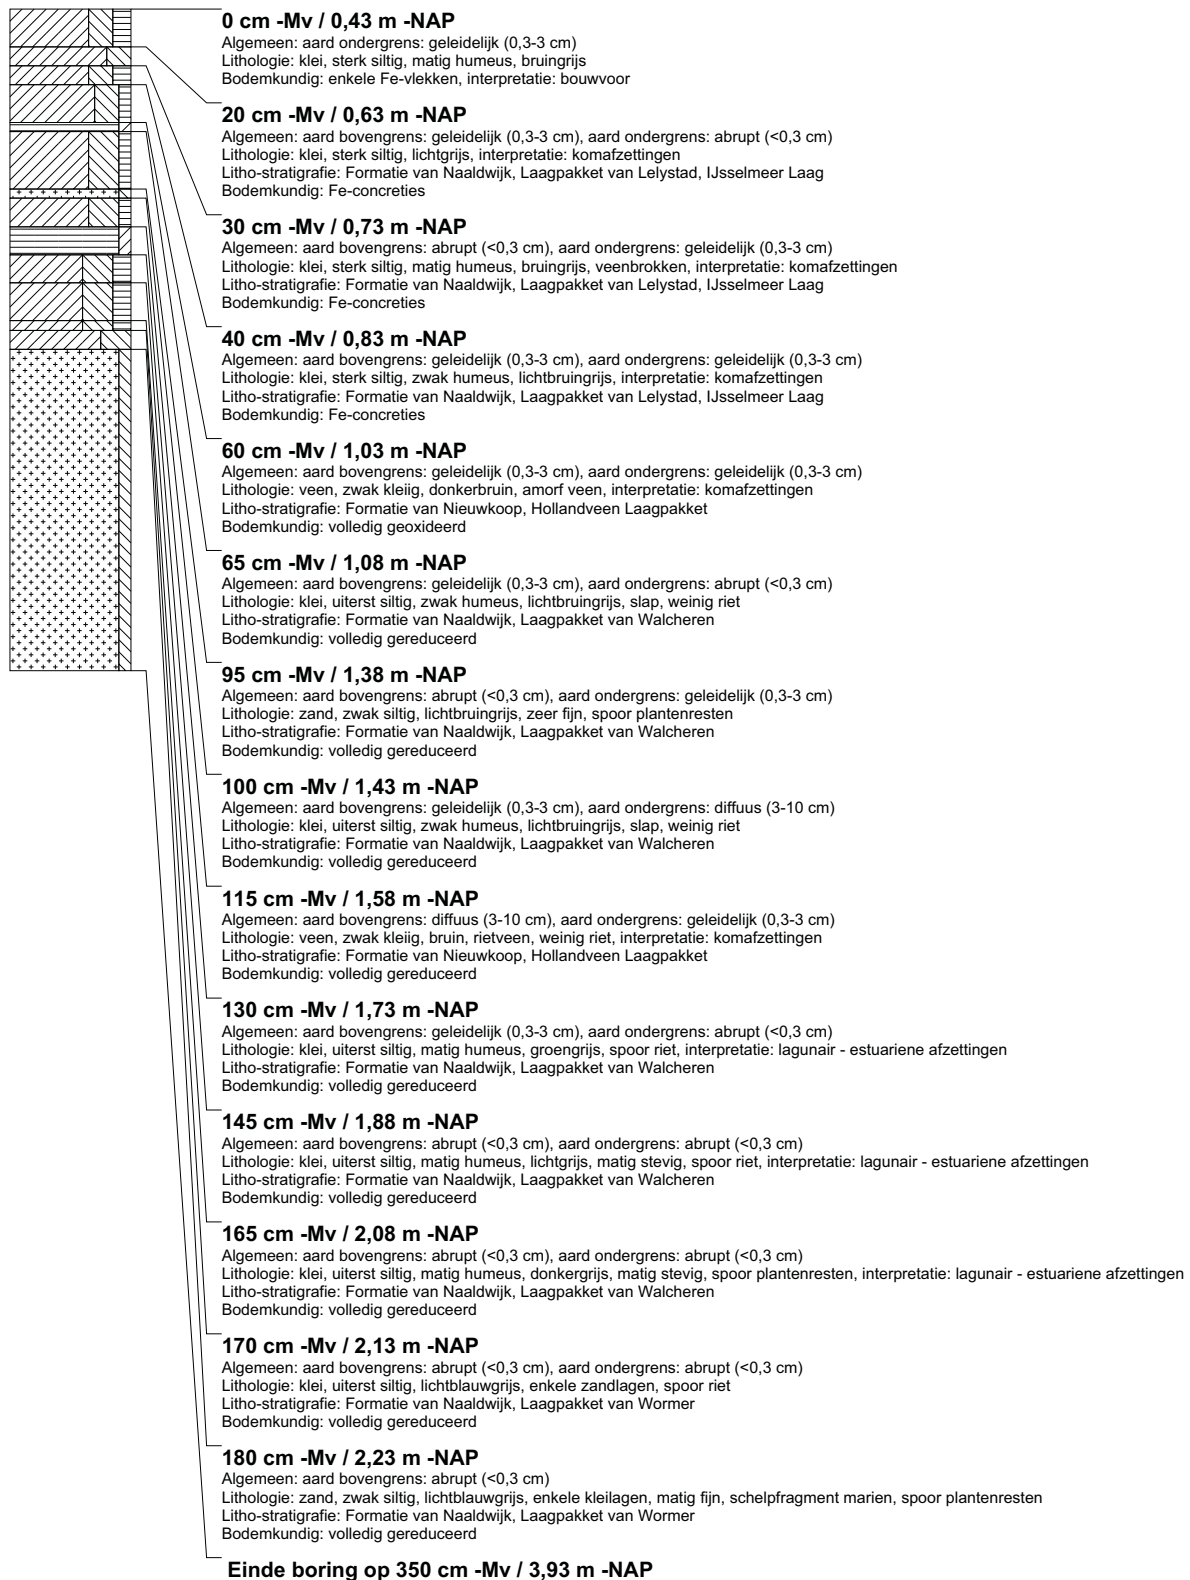 0 cm -Mv / 0,43 m -NAP
Algemeen: aard ondergrens: geleidelijk (0,3-3 cm)
Lithologie: klei, sterk siltig, matig humeus, bruingrijs
Bodemkundig: enkele Fe-vlekken, interpretatie: bouwvoor
20 cm -Mv / 0,63 m -NAP
Algemeen: aard bovengrens: geleidelijk (0,3-3 cm), aard ondergrens: abrupt (<0,3 cm)
Lithologie: klei, sterk siltig, lichtgrijs, interpretatie: komafzettingen
Litho-stratigrafie: Formatie van Naaldwijk, Laagpakket van Lelystad, IJsselmeer Laag
Bodemkundig: Fe-concreties
30 cm -Mv / 0,73 m -NAP
Algemeen: aard bovengrens: abrupt (<0,3 cm), aard ondergrens: geleidelijk (0,3-3 cm)
Lithologie: klei, sterk siltig, matig humeus, bruingrijs, veenbrokken, interpretatie: komafzettingen
Litho-stratigrafie: Formatie van Naaldwijk, Laagpakket van Lelystad, IJsselmeer Laag
Bodemkundig: Fe-concreties
40 cm -Mv / 0,83 m -NAP
Algemeen: aard bovengrens: geleidelijk (0,3-3 cm), aard ondergrens: geleidelijk (0,3-3 cm)
Lithologie: klei, sterk siltig, zwak humeus, lichtbruingrijs, interpretatie: komafzettingen
Litho-stratigrafie: Formatie van Naaldwijk, Laagpakket van Lelystad, IJsselmeer Laag
Bodemkundig: Fe-concreties
60 cm -Mv / 1,03 m -NAP
Algemeen: aard bovengrens: geleidelijk (0,3-3 cm), aard ondergrens: geleidelijk (0,3-3 cm)
Lithologie: veen, zwak kleiig, donkerbruin, amorf veen, interpretatie: komafzettingen
Litho-stratigrafie: Formatie van Nieuwkoop, Hollandveen Laagpakket
Bodemkundig: volledig geoxideerd
65 cm -Mv / 1,08 m -NAP
Algemeen: aard bovengrens: geleidelijk (0,3-3 cm), aard ondergrens: abrupt (<0,3 cm)
Lithologie: klei, uiterst siltig, zwak humeus, lichtbruingrijs, slap, weinig riet
Litho-stratigrafie: Formatie van Naaldwijk, Laagpakket van Walcheren
Bodemkundig: volledig gereduceerd
95 cm -Mv / 1,38 m -NAP
Algemeen: aard bovengrens: abrupt (<0,3 cm), aard ondergrens: geleidelijk (0,3-3 cm)
Lithologie: zand, zwak siltig, lichtbruingrijs, zeer fijn, spoor plantenresten
Litho-stratigrafie: Formatie van Naaldwijk, Laagpakket van Walcheren
Bodemkundig: volledig gereduceerd
100 cm -Mv / 1,43 m -NAP
Algemeen: aard bovengrens: geleidelijk (0,3-3 cm), aard ondergrens: diffuus (3-10 cm)
Lithologie: klei, uiterst siltig, zwak humeus, lichtbruingrijs, slap, weinig riet
Litho-stratigrafie: Formatie van Naaldwijk, Laagpakket van Walcheren
Bodemkundig: volledig gereduceerd
115 cm -Mv / 1,58 m -NAP
Algemeen: aard bovengrens: diffuus (3-10 cm), aard ondergrens: geleidelijk (0,3-3 cm)
Lithologie: veen, zwak kleiig, bruin, rietveen, weinig riet, interpretatie: komafzettingen
Litho-stratigrafie: Formatie van Nieuwkoop, Hollandveen Laagpakket
Bodemkundig: volledig gereduceerd
130 cm -Mv / 1,73 m -NAP
Algemeen: aard bovengrens: geleidelijk (0,3-3 cm), aard ondergrens: abrupt (<0,3 cm)
Lithologie: klei, uiterst siltig, matig humeus, groengrijs, spoor riet, interpretatie: lagunair - estuariene afzettingen
Litho-stratigrafie: Formatie van Naaldwijk, Laagpakket van Walcheren
Bodemkundig: volledig gereduceerd
145 cm -Mv / 1,88 m -NAP
Algemeen: aard bovengrens: abrupt (<0,3 cm), aard ondergrens: abrupt (<0,3 cm)
Lithologie: klei, uiterst siltig, matig humeus, lichtgrijs, matig stevig, spoor riet, interpretatie: lagunair - estuariene afzettingen
Litho-stratigrafie: Formatie van Naaldwijk, Laagpakket van Walcheren
Bodemkundig: volledig gereduceerd
165 cm -Mv / 2,08 m -NAP
Algemeen: aard bovengrens: abrupt (<0,3 cm), aard ondergrens: abrupt (<0,3 cm)
Lithologie: klei, uiterst siltig, matig humeus, donkergrijs, matig stevig, spoor plantenresten, interpretatie: lagunair - estuariene afzettingen
Litho-stratigrafie: Formatie van Naaldwijk, Laagpakket van Walcheren
Bodemkundig: volledig gereduceerd
170 cm -Mv / 2,13 m -NAP
Algemeen: aard bovengrens: abrupt (<0,3 cm), aard ondergrens: abrupt (<0,3 cm)
Lithologie: klei, uiterst siltig, lichtblauwgrijs, enkele zandlagen, spoor riet
Litho-stratigrafie: Formatie van Naaldwijk, Laagpakket van Wormer
Bodemkundig: volledig gereduceerd
180 cm -Mv / 2,23 m -NAP
Algemeen: aard bovengrens: abrupt (<0,3 cm)
Lithologie: zand, zwak siltig, lichtblauwgrijs, enkele kleilagen, matig fijn, schelpfragment marien, spoor plantenresten
Litho-stratigrafie: Formatie van Naaldwijk, Laagpakket van Wormer
Bodemkundig: volledig gereduceerd
Einde boring op 350 cm -Mv / 3,93 m -NAP